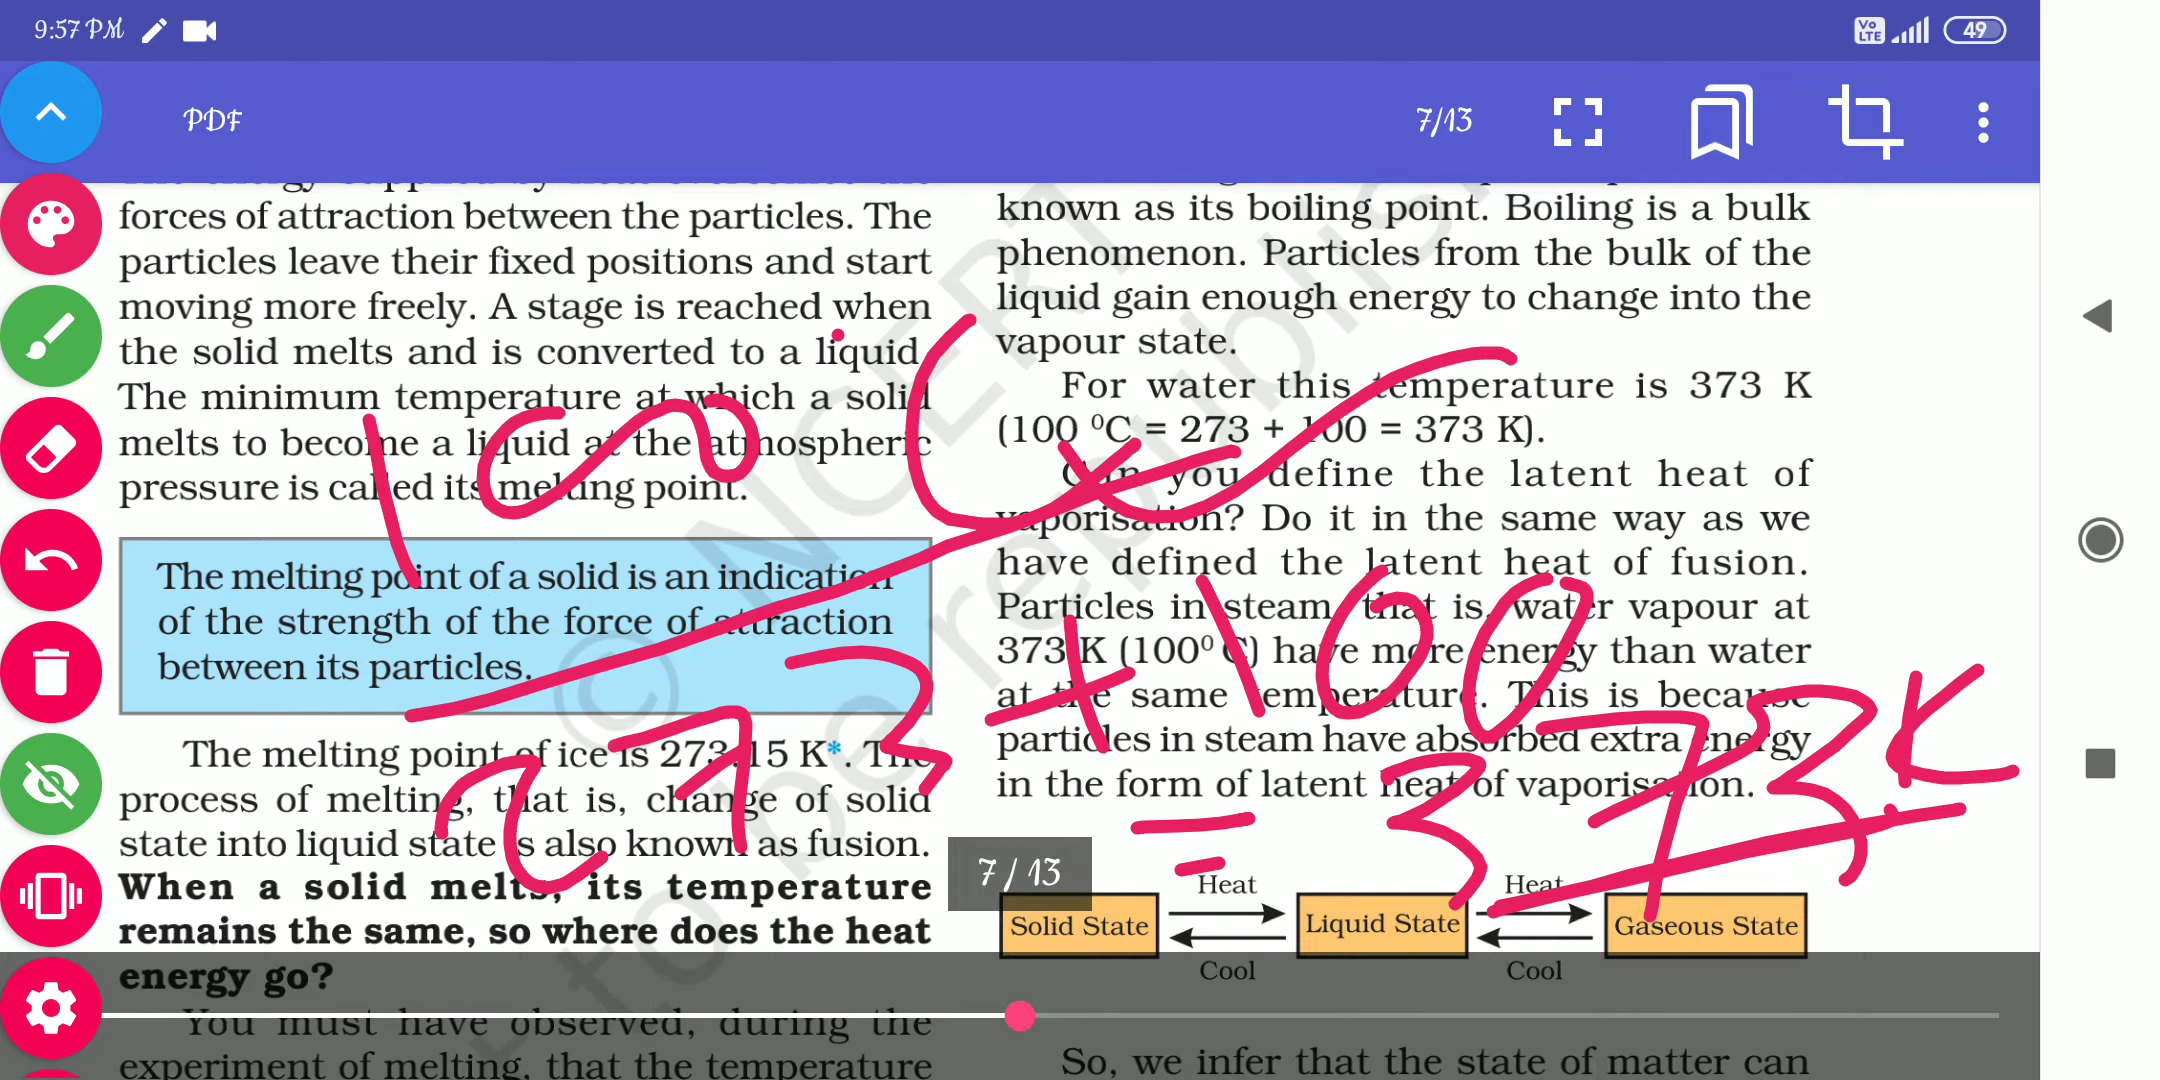 9:57 PM
Vo LTE 49
PDF
7/13
forces of attraction between the particles. The
particles leave their fixed positions and start
moving more freely. A stage is reached when
the solid melts and is converted to a liquid.
The minimum temperature at which a solid
melts to become a liquid at the atmospheric
pressure is called its melting point.
The melting point of a solid is an indication
of the strength of the force of attraction
between its particles.
The melting point of ice is 273.15 K*. The
process of melting, that is, change of solid
state into liquid state is also known as fusion.
When a solid melts, its temperature
remains the same, so where does the heat
energy go?
You must have observed, during the
experiment of melting, that the temperature
known as its boiling point. Boiling is a bulk
phenomenon. Particles from the bulk of the
liquid gain enough energy to change into the
vapour state.
For water this temperature is 373 K
(100 ⁰C = 273 + 100 = 373 K).
Can you define the latent heat of
vaporisation? Do it in the same way as we
have defined the latent heat of fusion.
Particles in steam, that is, water vapour at
373 K (100⁰ C) have more energy than water
at the same temperature. This is because
particles in steam have absorbed extra energy
in the form of latent heat of vaporisation.
7 / 13
Heat Heat
Solid State Liquid State Gaseous State
Cool Cool
So, we infer that the state of matter can
© NCERT
to be republis
100 C
273 + 100
= 373 K